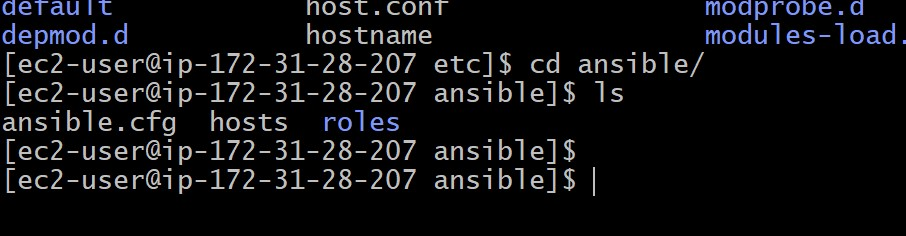 default host.conf modprobe.d
depmod.d hostname modules-load.
[ec2-user@ip-172-31-28-207 etc]$ cd ansible/
[ec2-user@ip-172-31-28-207 ansible]$ ls
ansible.cfg hosts roles
[ec2-user@ip-172-31-28-207 ansible]$
[ec2-user@ip-172-31-28-207 ansible]$